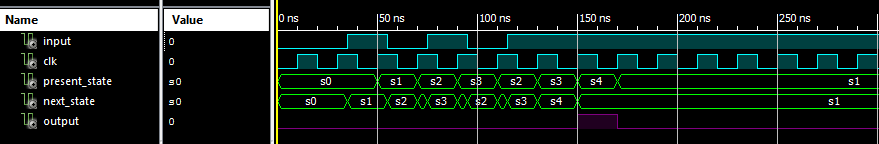 Name Value 0 ns 50 ns 100 ns 150 ns 200 ns 250 ns
input 0
clk 0
present_state s0 s0 s1 s2 s3 s2 s3 s4 s1
next_state s0 s0 s1 s2 s3 s2 s3 s4 s1
output 0